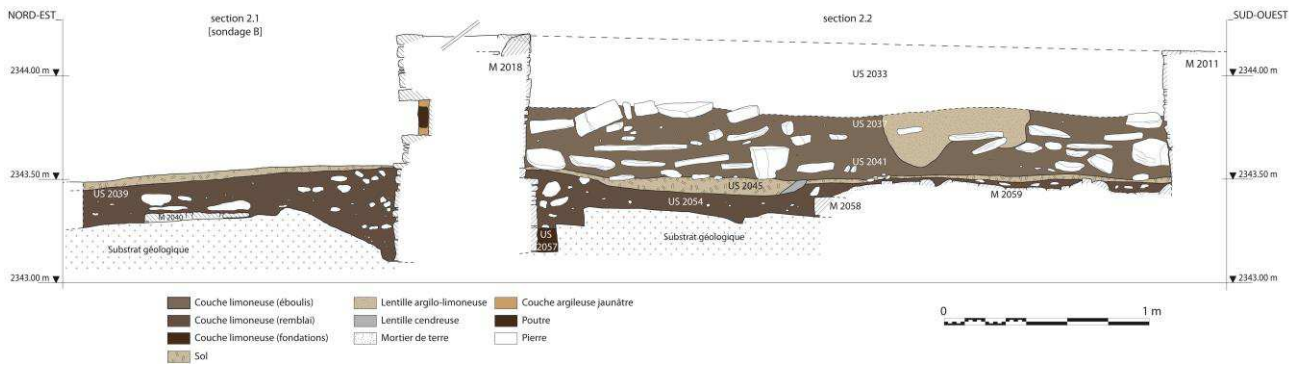 NORD-EST
section 2.1
[sondage B]
section 2.2
SUD-OUEST
M 2018
M 2011
2344.00 m
US 2033
2344.00 m
US 2037
US 2041
2343.50 m
US 2039
US 2045
2343.50 m
US 2054
M 2058
M 2059
M 2040
US
2057
Substrat géologique
Substrat géologique
2343.00 m
2343.00 m
Couche limoneuse (éboulis)
Lentille argilo-limoneuse
Couche argileuse jaunâtre
Couche limoneuse (remblai)
Lentille cendreuse
Poutre
Couche limoneuse (fondations)
Mortier de terre
Pierre
Sol
0
1 m